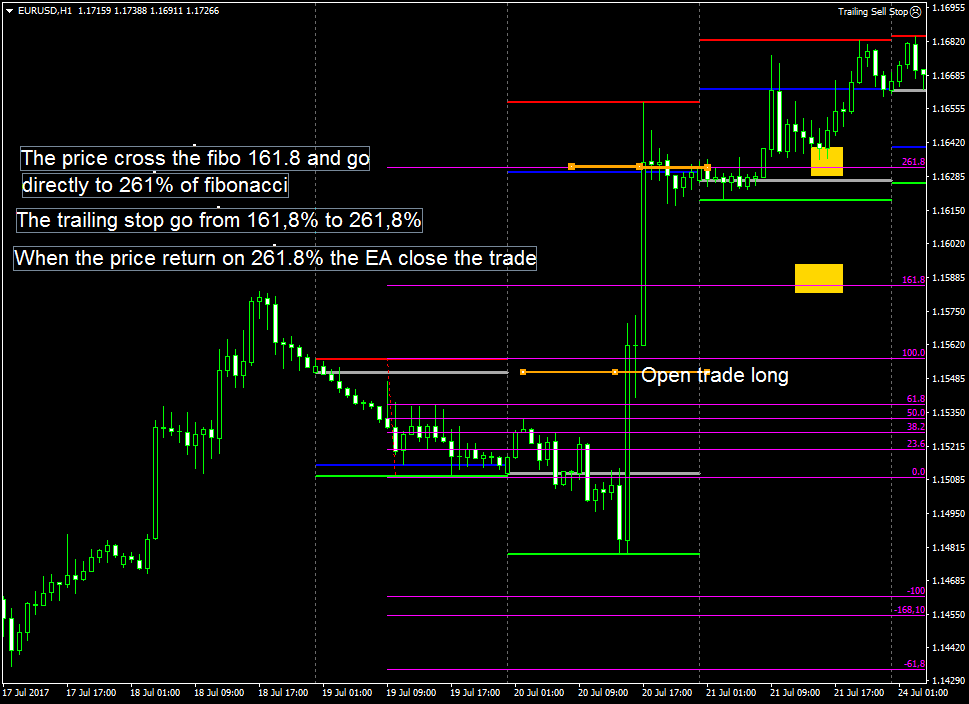 EURUSD,H1 1.17159 1.17388 1.16911 1.17266
Trailing Sell Stop
The price cross the fibo 161.8 and go
directly to 261% of fibonacci
The trailing stop go from 161,8% to 261,8%
When the price return on 261.8% the EA close the trade
Open trade long
261.8
161.8
100.0
61.8
50.0
38.2
23.6
0.0
-100
-168.10
-61.8
1.16955
1.16820
1.16685
1.16555
1.16420
1.16285
1.16150
1.16020
1.15885
1.15750
1.15620
1.15485
1.15350
1.15215
1.15085
1.14950
1.14815
1.14685
1.14550
1.14420
1.14290
17 Jul 2017
17 Jul 17:00
18 Jul 01:00
18 Jul 09:00
18 Jul 17:00
19 Jul 01:00
19 Jul 09:00
19 Jul 17:00
20 Jul 01:00
20 Jul 09:00
20 Jul 17:00
21 Jul 01:00
21 Jul 09:00
21 Jul 17:00
24 Jul 01:00